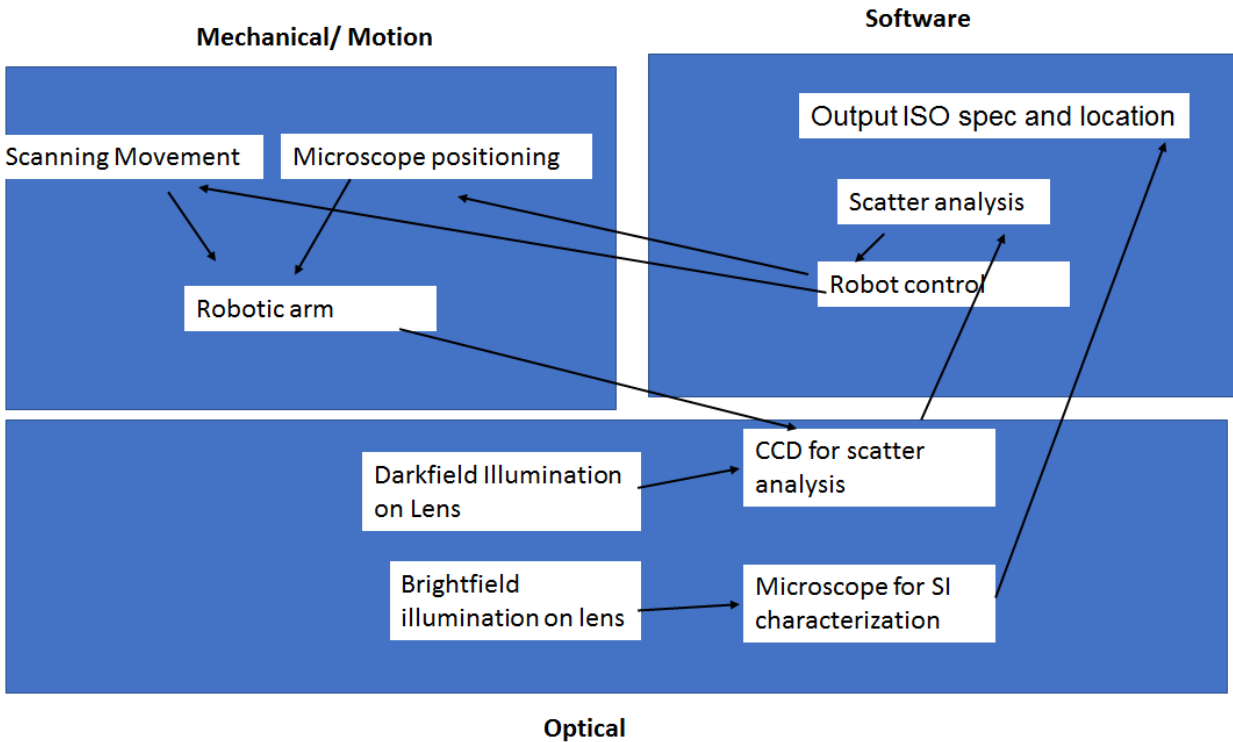 Mechanical/ Motion
Software
Scanning Movement
Microscope positioning
Robotic arm
Output ISO spec and location
Scatter analysis
Robot control
Darkfield Illumination
on Lens
CCD for scatter
analysis
Brightfield
illumination on lens
Microscope for SI
characterization
Optical